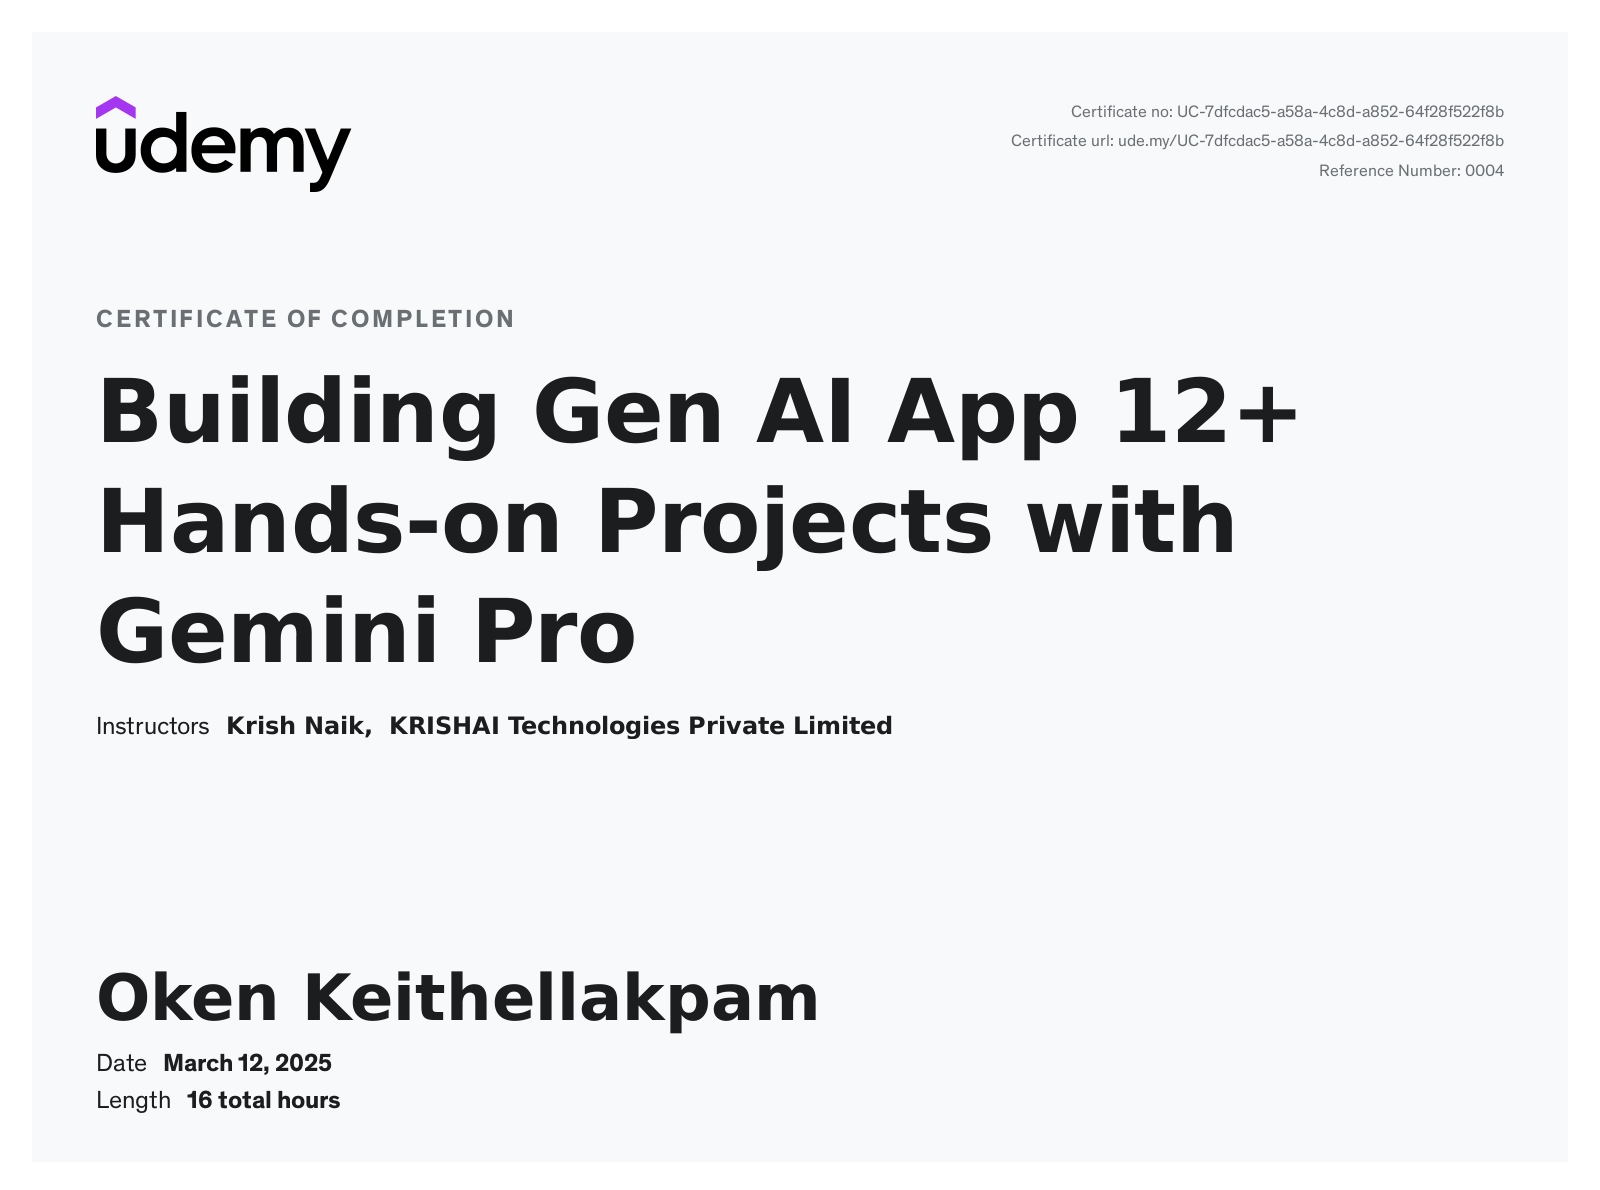 udemy
Certificate no: UC-7dfcdac5-a58a-4c8d-a852-64f28f522f8b
Certificate url: ude.my/UC-7dfcdac5-a58a-4c8d-a852-64f28f522f8b
Reference Number: 0004
CERTIFICATE OF COMPLETION
Building Gen AI App 12+
Hands-on Projects with
Gemini Pro
Instructors Krish Naik, KRISHAI Technologies Private Limited
Oken Keithellakpam
Date March 12, 2025
Length 16 total hours